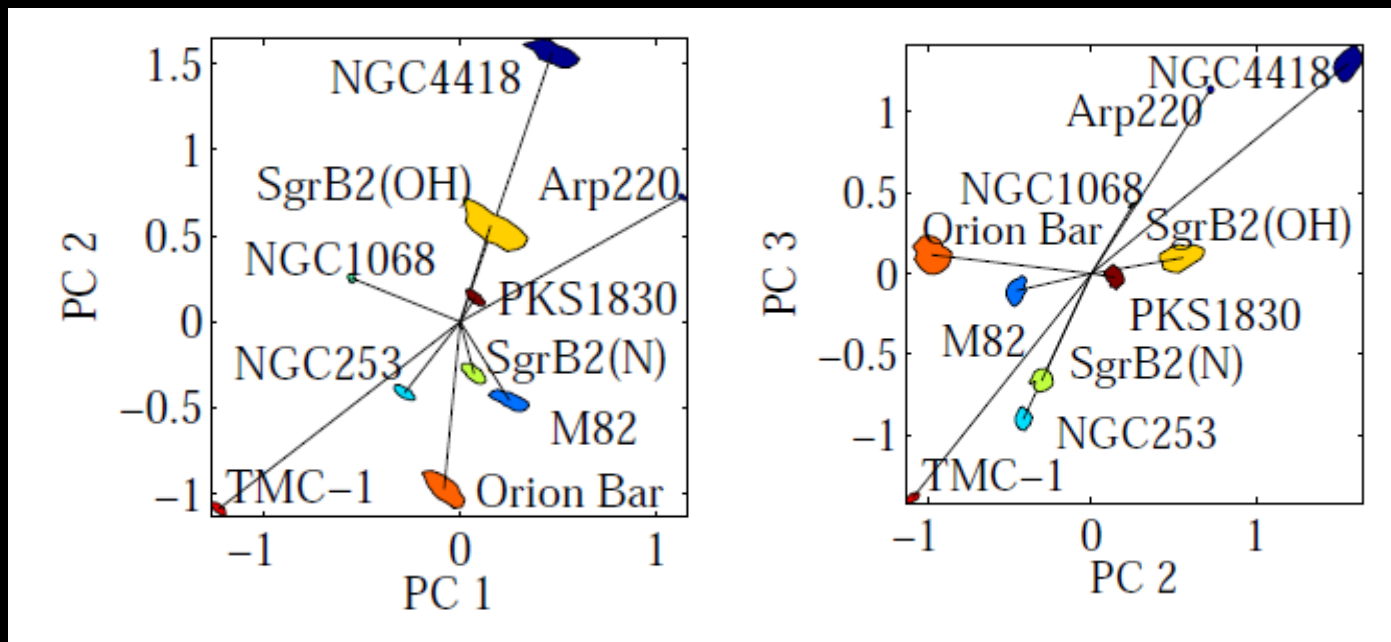 1.5
1
0.5
0
−0.5
−1
PC 2
NGC4418
SgrB2(OH)
Arp220
NGC1068
PKS1830
NGC253
SgrB2(N)
M82
TMC−1
Orion Bar
−1
0
1
PC 1
1
0.5
0
−0.5
−1
PC 3
NGC4418
Arp220
NGC1068
Orion Bar
SgrB2(OH)
PKS1830
M82
SgrB2(N)
NGC253
TMC−1
−1
0
1
PC 2